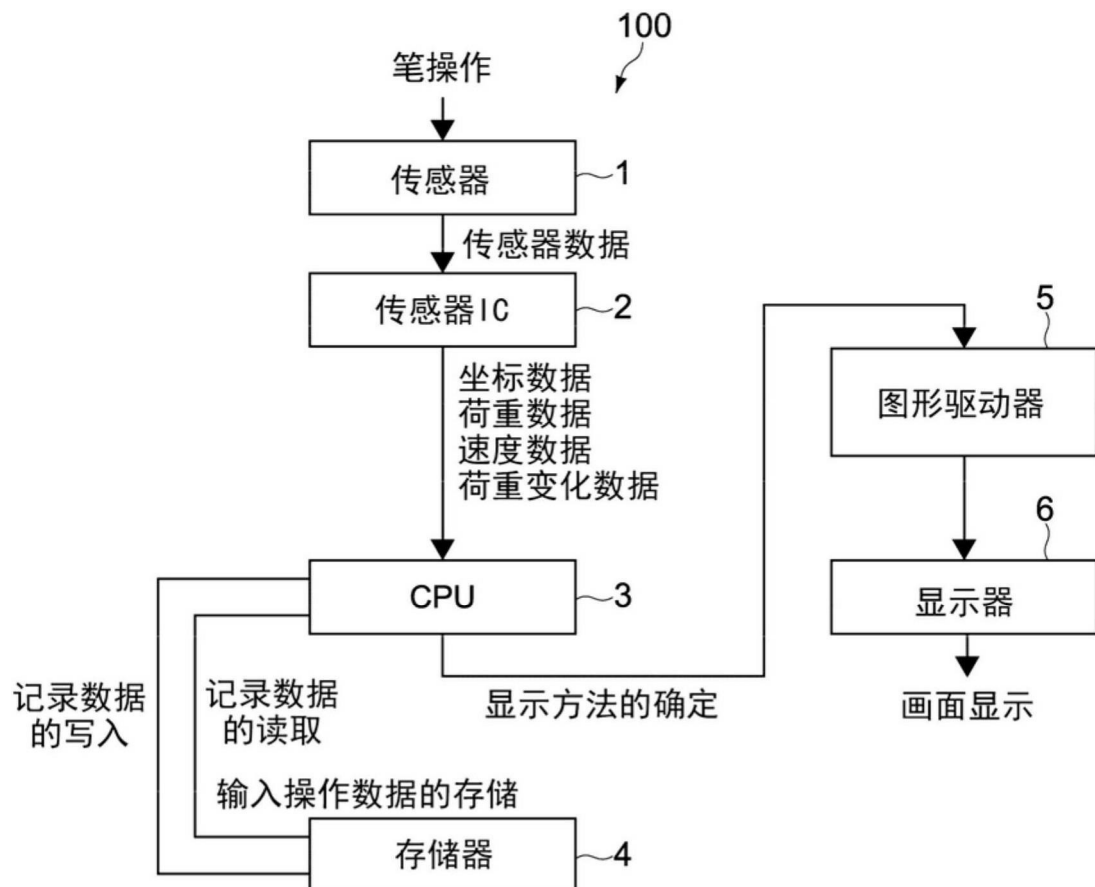 100
笔操作
传感器
1
传感器数据
传感器IC
2
坐标数据
荷重数据
速度数据
荷重变化数据
5
图形驱动器
6
显示器
画面显示
CPU
3
显示方法的确定
记录数据
的写入
记录数据
的读取
输入操作数据的存储
存储器
4